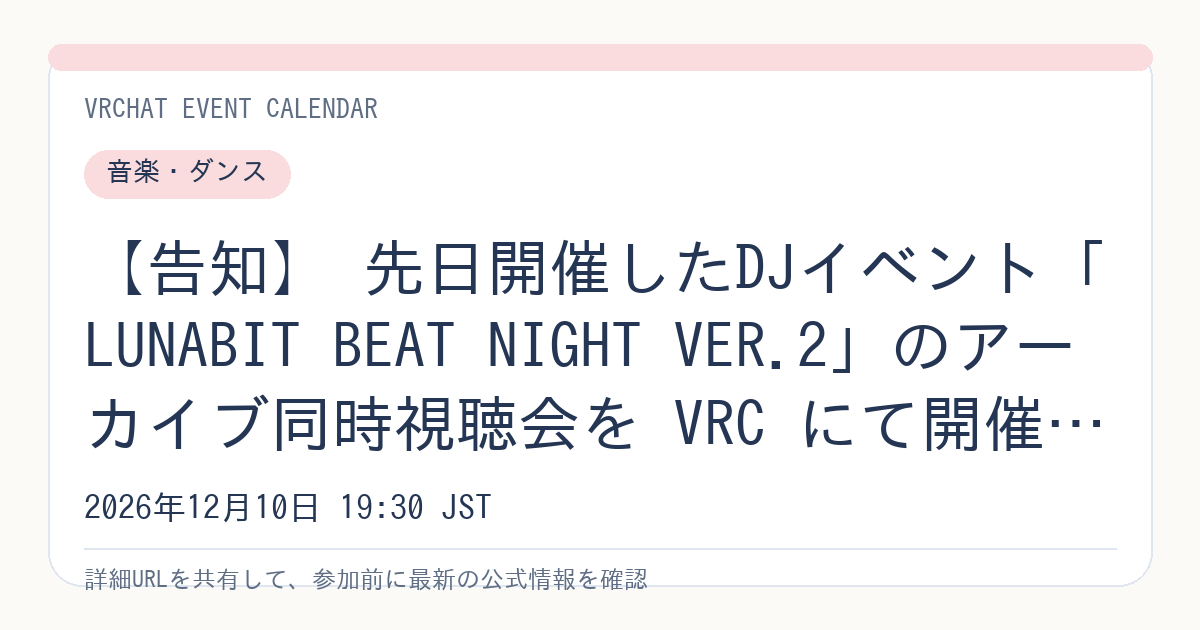 VRCHAT EVENT CALENDAR
音楽・ダンス
【告知】 先日開催したDJイベント「
LUNABIT BEAT NIGHT VER.2」のアー
カイブ同時視聴会を VRC にて開催…
2026年12月10日 19:30 JST
詳細URLを共有して、参加前に最新の公式情報を確認